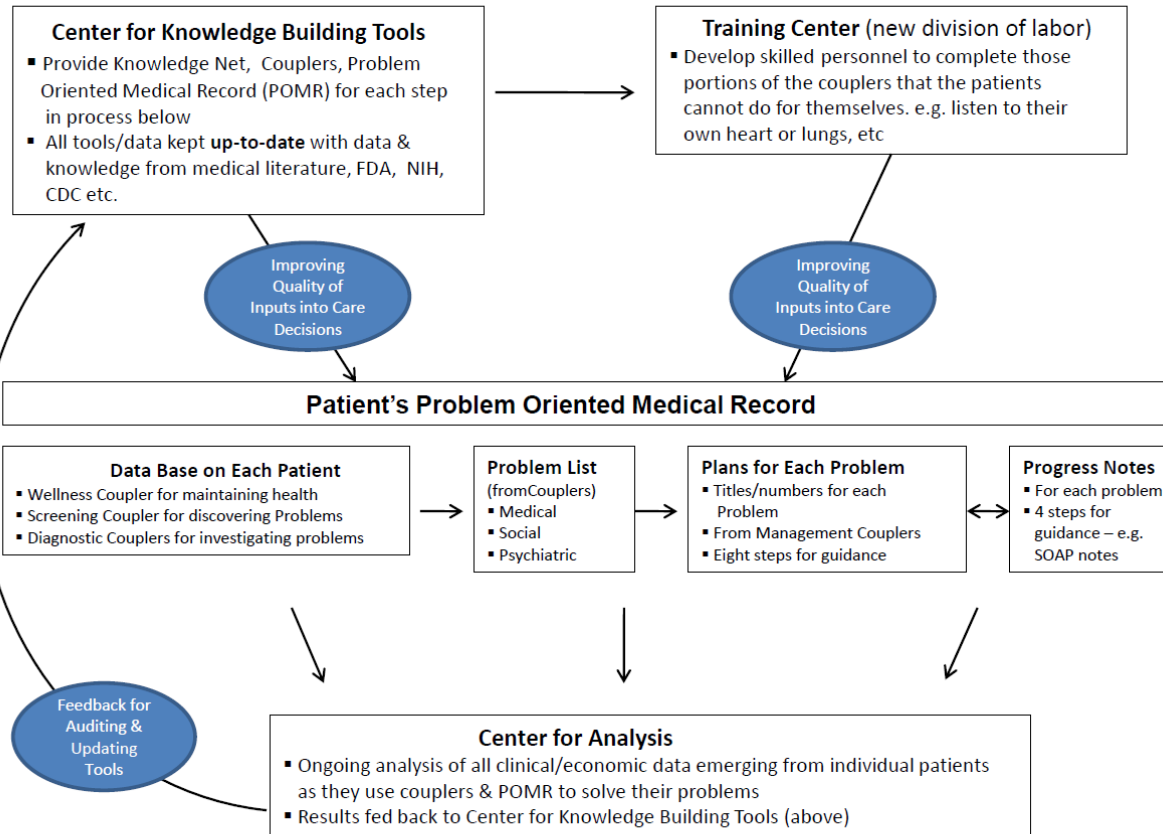 Center for Knowledge Building Tools
▪ Provide Knowledge Net, Couplers, Problem
Oriented Medical Record (POMR) for each step
in process below
▪ All tools/data kept up-to-date with data &
knowledge from medical literature, FDA, NIH,
CDC etc.
Training Center (new division of labor)
▪ Develop skilled personnel to complete those
portions of the couplers that the patients
cannot do for themselves. e.g. listen to their
own heart or lungs, etc
Improving
Quality of
Inputs into Care
Decisions
Improving
Quality of
Inputs into Care
Decisions
Patient's Problem Oriented Medical Record
Data Base on Each Patient
▪ Wellness Coupler for maintaining health
▪ Screening Coupler for discovering Problems
▪ Diagnostic Couplers for investigating problems
Problem List
(fromCouplers)
▪ Medical
▪ Social
▪ Psychiatric
Plans for Each Problem
▪ Titles/numbers for each
Problem
▪ From Management Couplers
▪ Eight steps for guidance
Progress Notes
▪ For each problem
▪ 4 steps for
guidance – e.g.
SOAP notes
Feedback for
Auditing &
Updating
Tools
Center for Analysis
▪ Ongoing analysis of all clinical/economic data emerging from individual patients
as they use couplers & POMR to solve their problems
▪ Results fed back to Center for Knowledge Building Tools (above)